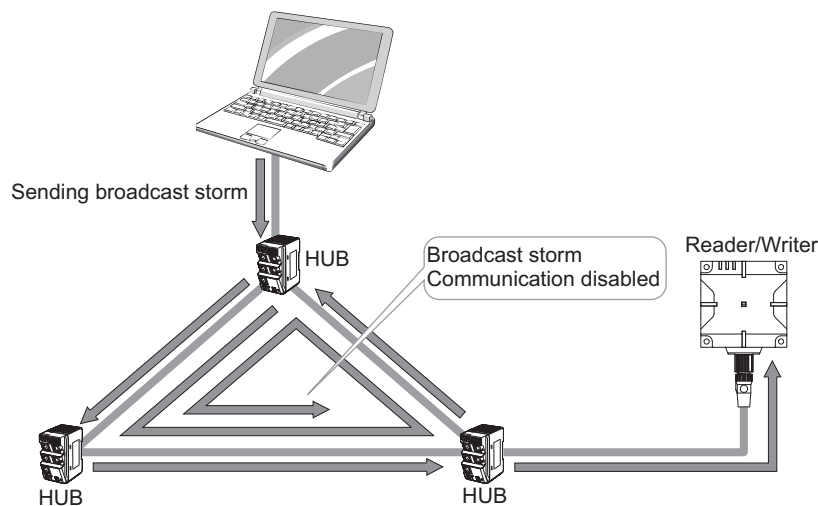 Sending broadcast storm
HUB
Broadcast storm
Communication disabled
Reader/Writer
HUB
HUB